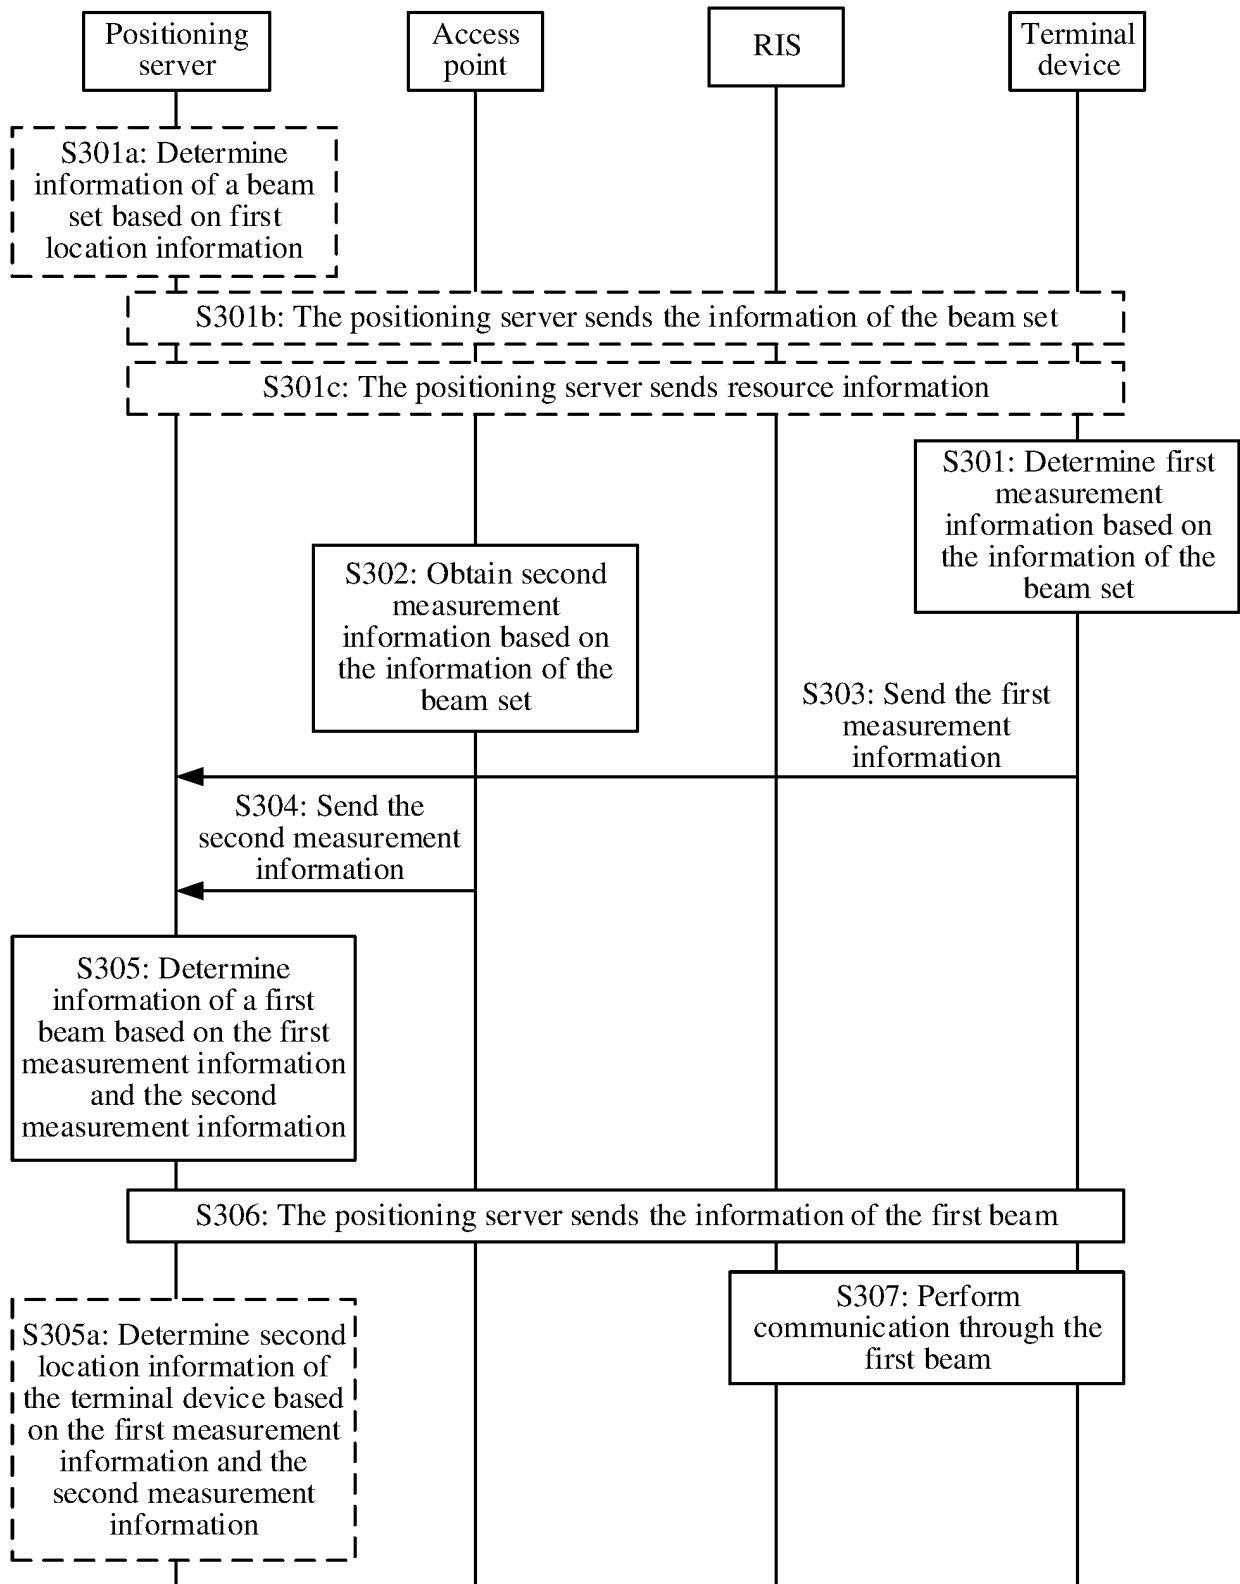 Positioning
server
Access
point
RIS
Terminal
device
S301a: Determine
information of a beam
set based on first
location information
S301b: The positioning server sends the information of the beam set
S301c: The positioning server sends resource information
S301: Determine first
measurement
information based on
the information of the
beam set
S302: Obtain second
measurement
information based on
the information of the
beam set
S303: Send the first
measurement
information
S304: Send the
second measurement
information
S305: Determine
information of a first
beam based on the first
measurement information
and the second
measurement information
S306: The positioning server sends the information of the first beam
S307: Perform
communication through the
first beam
S305a: Determine second
location information of
the terminal device based
on the first measurement
information and the
second measurement
information